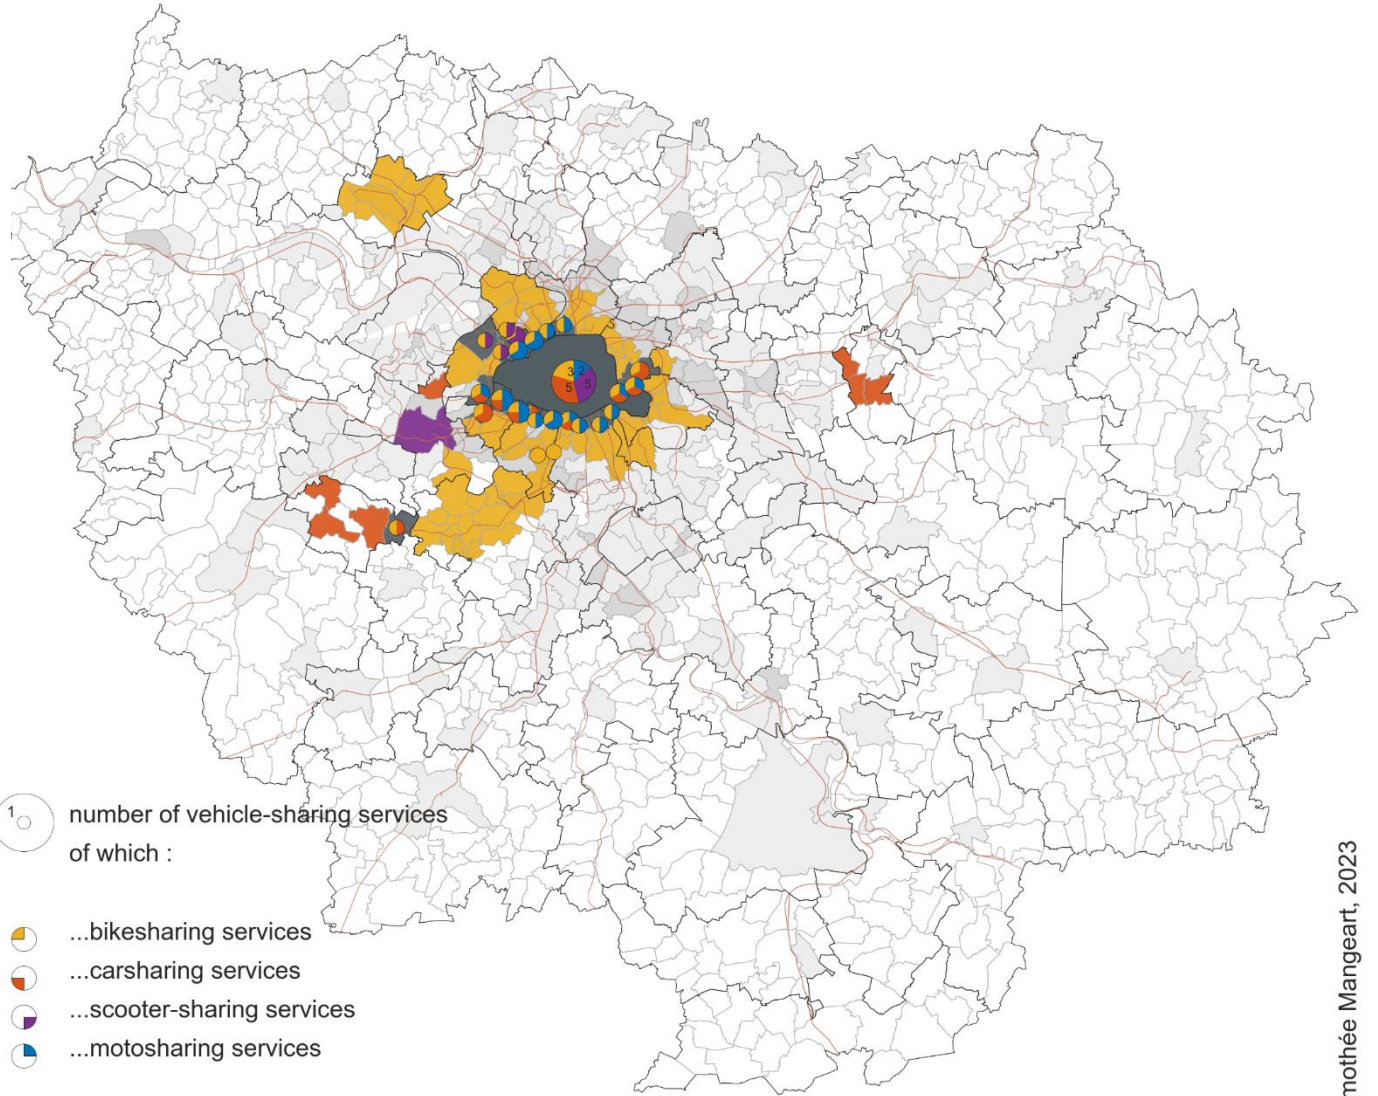 3 2
5 5
1
number of vehicle-sharing services
of which :
...bikesharing services
...carsharing services
...scooter-sharing services
...motosharing services
mothée Mangeart, 2023